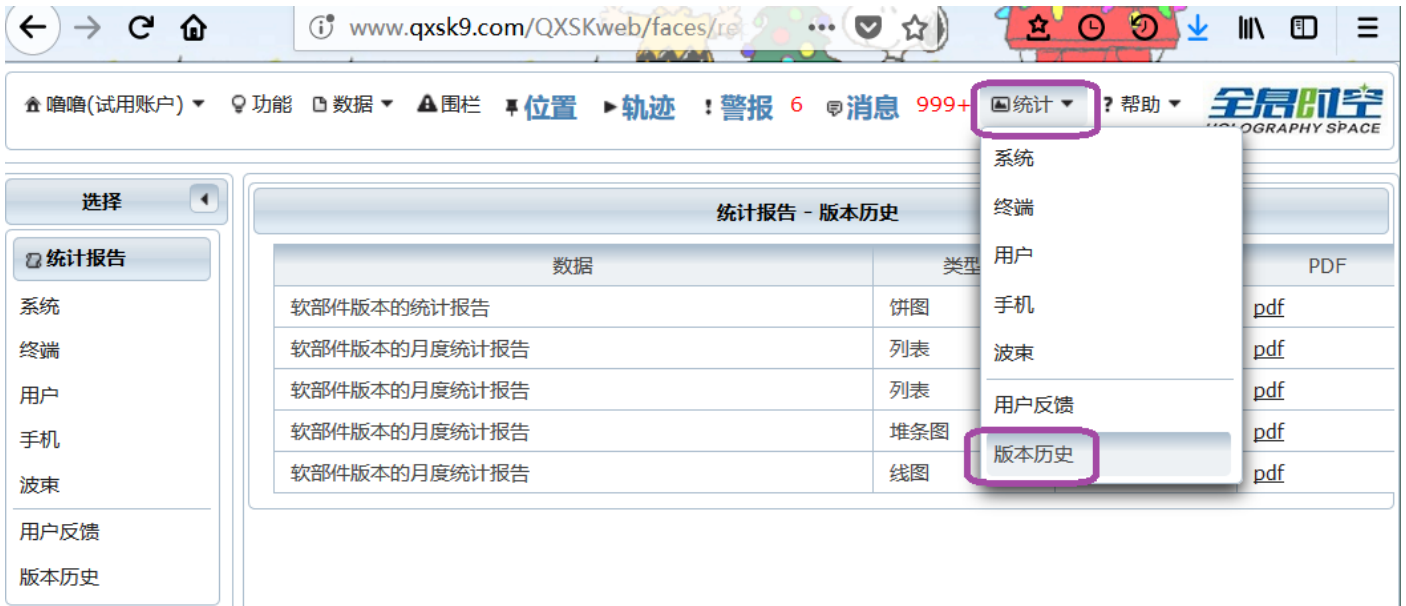 www.qxsk9.com/QXSKweb/faces/re
噜噜(试用账户) 功能 数据 围栏 位置 轨迹 警报 6 消息 999+ 统计 ? 帮助 全息时空
HOLOGRAPHY SPACE
系统
终端
用户
手机
波束
用户反馈
版本历史
选择
统计报告
系统
终端
用户
手机
波束
用户反馈
版本历史
统计报告 - 版本历史
数据 类型 PDF
软部件版本的统计报告 饼图 pdf
软部件版本的月度统计报告 列表 pdf
软部件版本的月度统计报告 列表 pdf
软部件版本的月度统计报告 堆条图 pdf
软部件版本的月度统计报告 线图 pdf